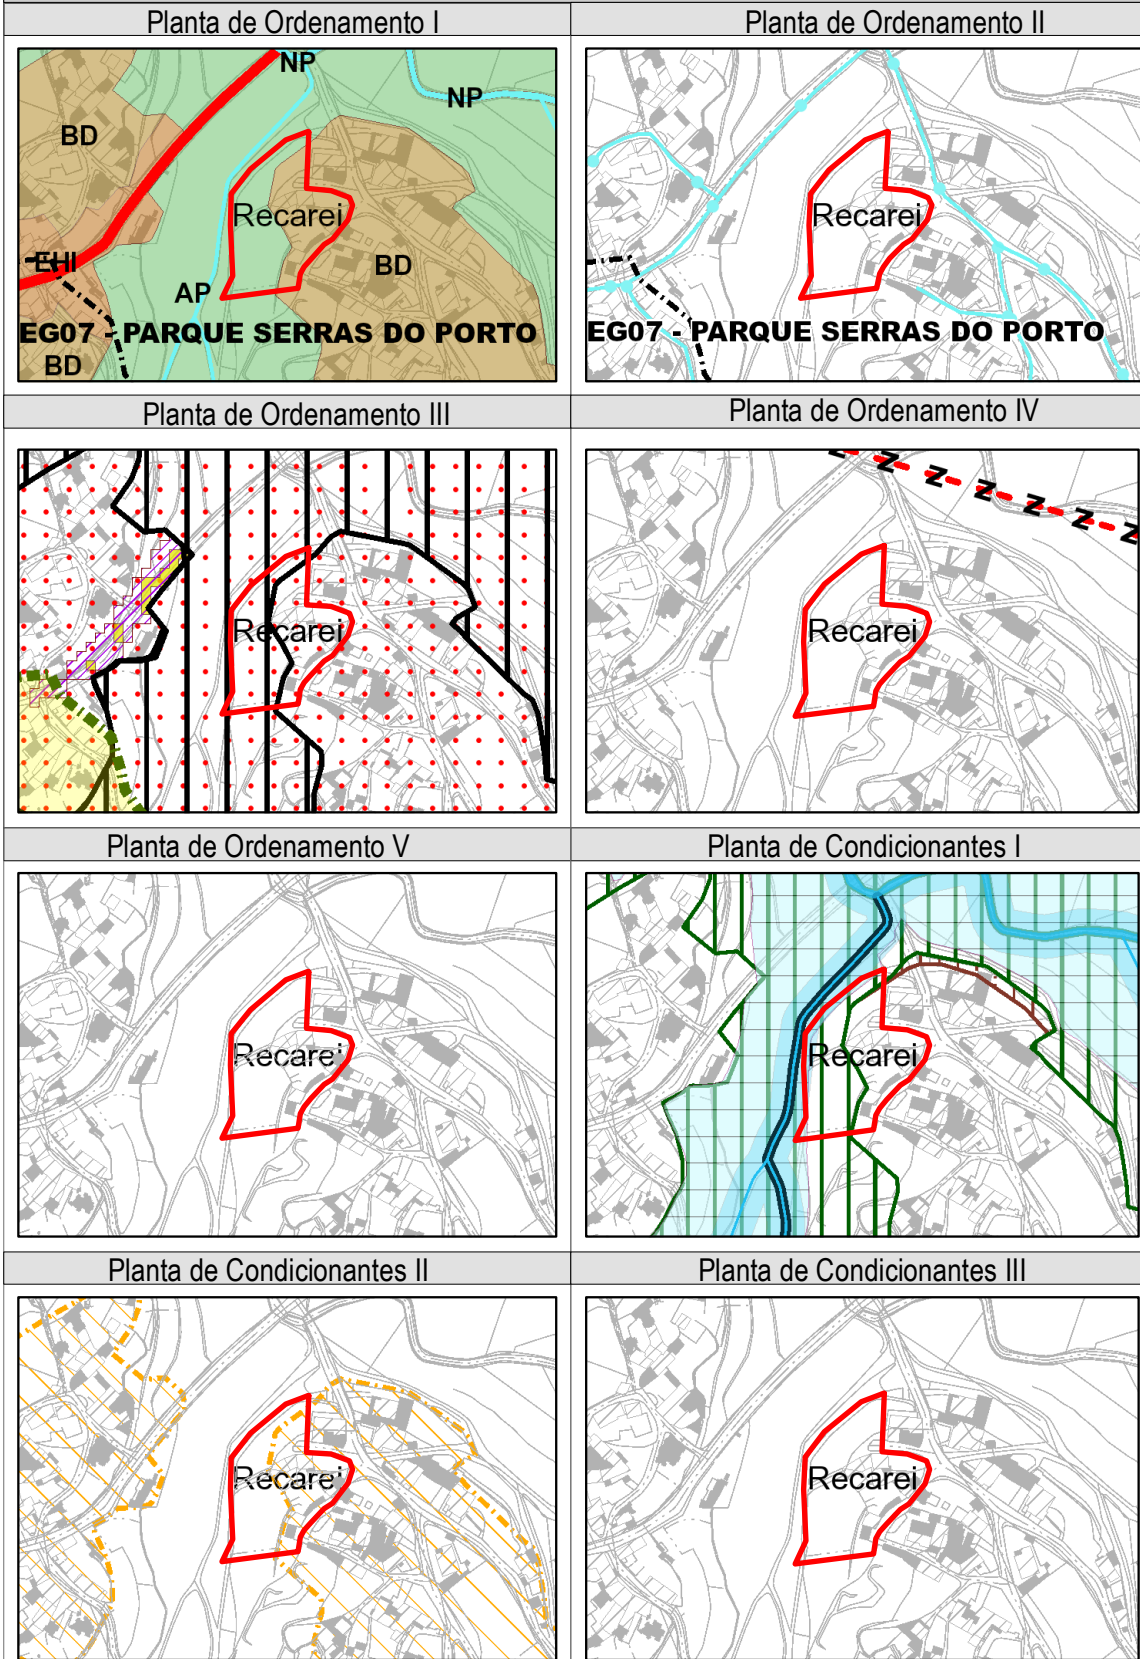 Planta de Ordenamento I
Planta de Ordenamento II
NP
NP
BD
Recarei
BD
EHI
AP
EG07 - PARQUE SERRAS DO PORTO
BD
Recarei
EG07 - PARQUE SERRAS DO PORTO
Planta de Ordenamento III
Planta de Ordenamento IV
Recarei
Z Z Z Z Z Z Z
Recarei
Planta de Ordenamento V
Planta de Condicionantes I
Recarei
Recarei
Planta de Condicionantes II
Planta de Condicionantes III
Recarei
Recarei